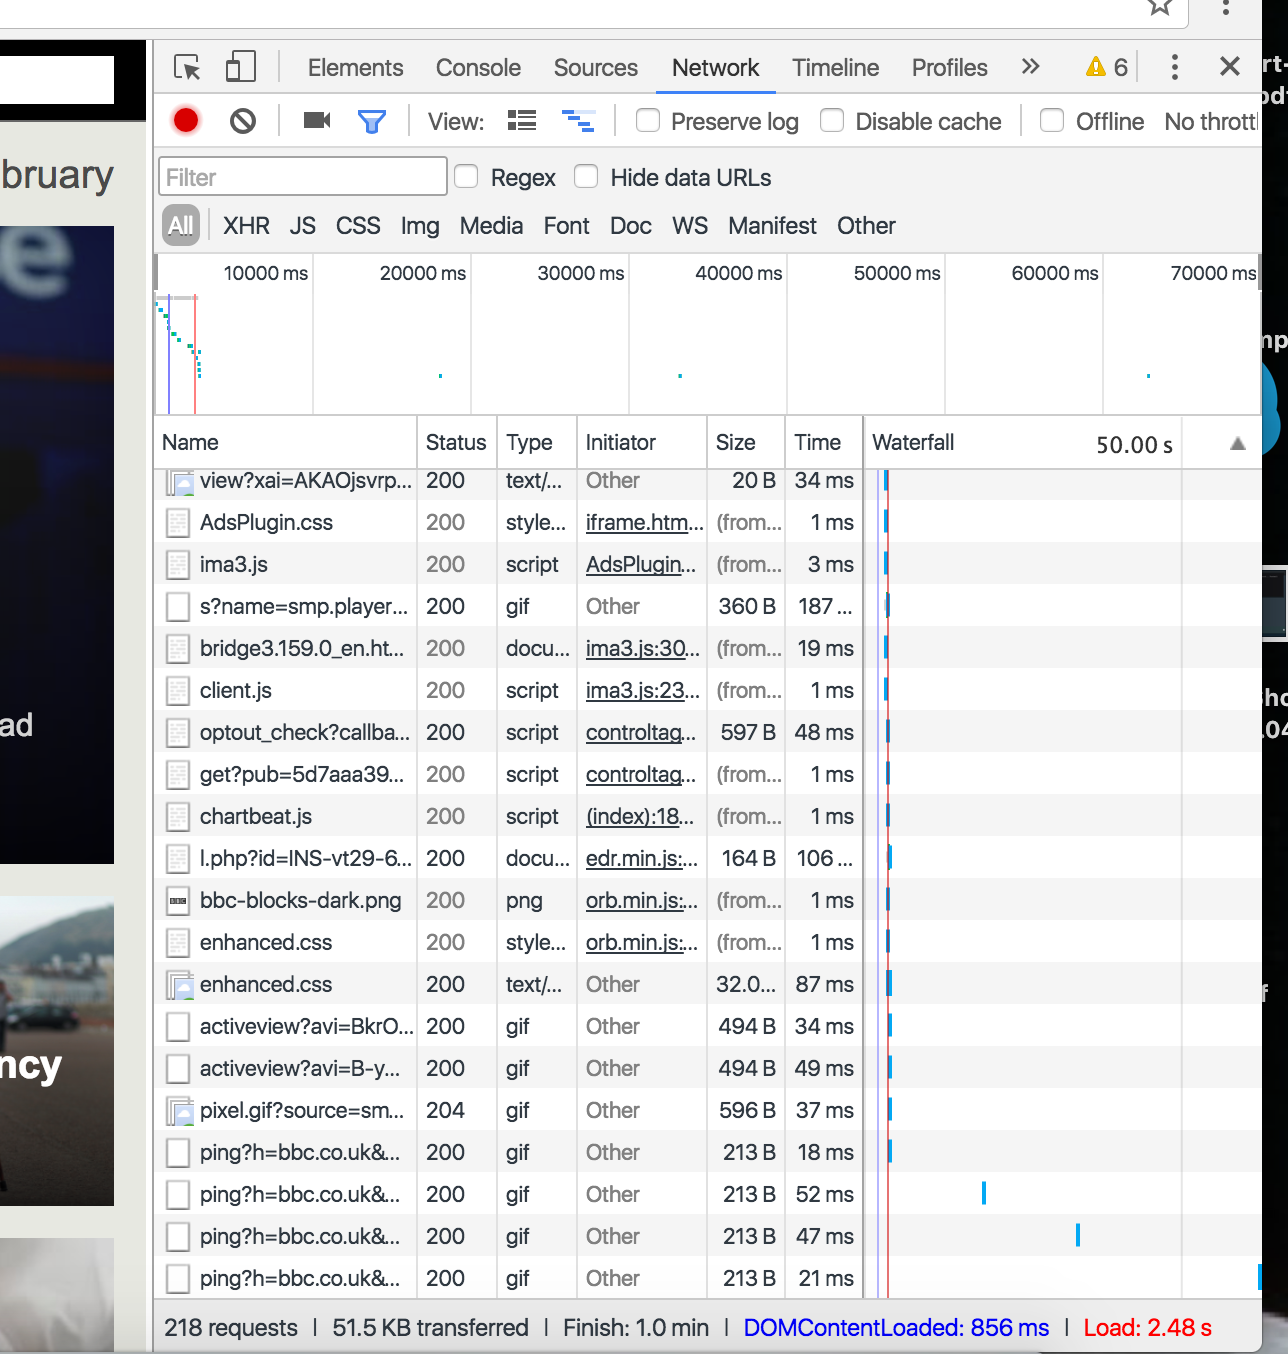 Elements Console Sources Network Timeline Profiles » 6
View: Preserve log Disable cache Offline No thrott
bruary
Filter Regex Hide data URLs
All XHR JS CSS Img Media Font Doc WS Manifest Other
10000 ms 20000 ms 30000 ms 40000 ms 50000 ms 60000 ms 70000 ms
Name Status Type Initiator Size Time Waterfall 50.00 s
view?xai=AKAOjsvrp... 200 text/... Other 20 B 34 ms
AdsPlugin.css 200 style... iframe.htm... (from... 1 ms
ima3.js 200 script AdsPlugin... (from... 3 ms
s?name=smp.player... 200 gif Other 360 B 187 ...
bridge3.159.0_en.ht... 200 docu... ima3.js:30... (from... 19 ms
client.js 200 script ima3.js:23... (from... 1 ms
ad
optout_check?callba... 200 script controltag... 597 B 48 ms
get?pub=5d7aaa39... 200 script controltag... (from... 1 ms
chartbeat.js 200 script (index):18... (from... 1 ms
l.php?id=INS-vt29-6... 200 docu... edr.min.js:... 164 B 106 ...
bbc-blocks-dark.png 200 png orb.min.js:... (from... 1 ms
enhanced.css 200 style... orb.min.js:... (from... 1 ms
enhanced.css 200 text/... Other 32.0... 87 ms
activeview?avi=BkrO... 200 gif Other 494 B 34 ms
ncy
activeview?avi=B-y... 200 gif Other 494 B 49 ms
pixel.gif?source=sm... 204 gif Other 596 B 37 ms
ping?h=bbc.co.uk&... 200 gif Other 213 B 18 ms
ping?h=bbc.co.uk&... 200 gif Other 213 B 52 ms
ping?h=bbc.co.uk&... 200 gif Other 213 B 47 ms
ping?h=bbc.co.uk&... 200 gif Other 213 B 21 ms
218 requests | 51.5 KB transferred | Finish: 1.0 min | DOMContentLoaded: 856 ms | Load: 2.48 s